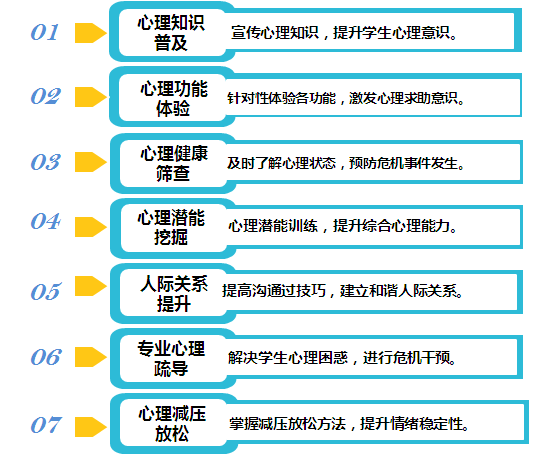 01
心理知识
普及
宣传心理知识，提升学生心理意识。
02
心理功能
体验
针对性体验各功能，激发心理求助意识。
03
心理健康
筛查
及时了解心理状态，预防危机事件发生。
04
心理潜能
挖掘
心理潜能训练，提升综合心理能力。
05
人际关系
提升
提高沟通过技巧，建立和谐人际关系。
06
专业心理
疏导
解决学生心理困惑，进行危机干预。
07
心理减压
放松
掌握减压放松方法，提升情绪稳定性。